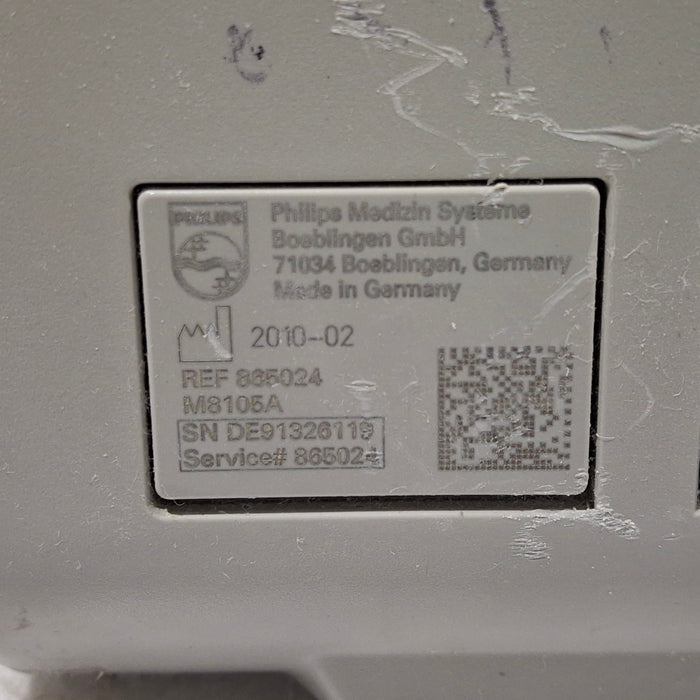 PHILIPS
Philips Medizin Systeme
Boeblingen GmbH
71034 Boeblingen, Germany
Made in Germany
2010-02
REF 865024
M8105A
SN DE91326119
Service# 865024